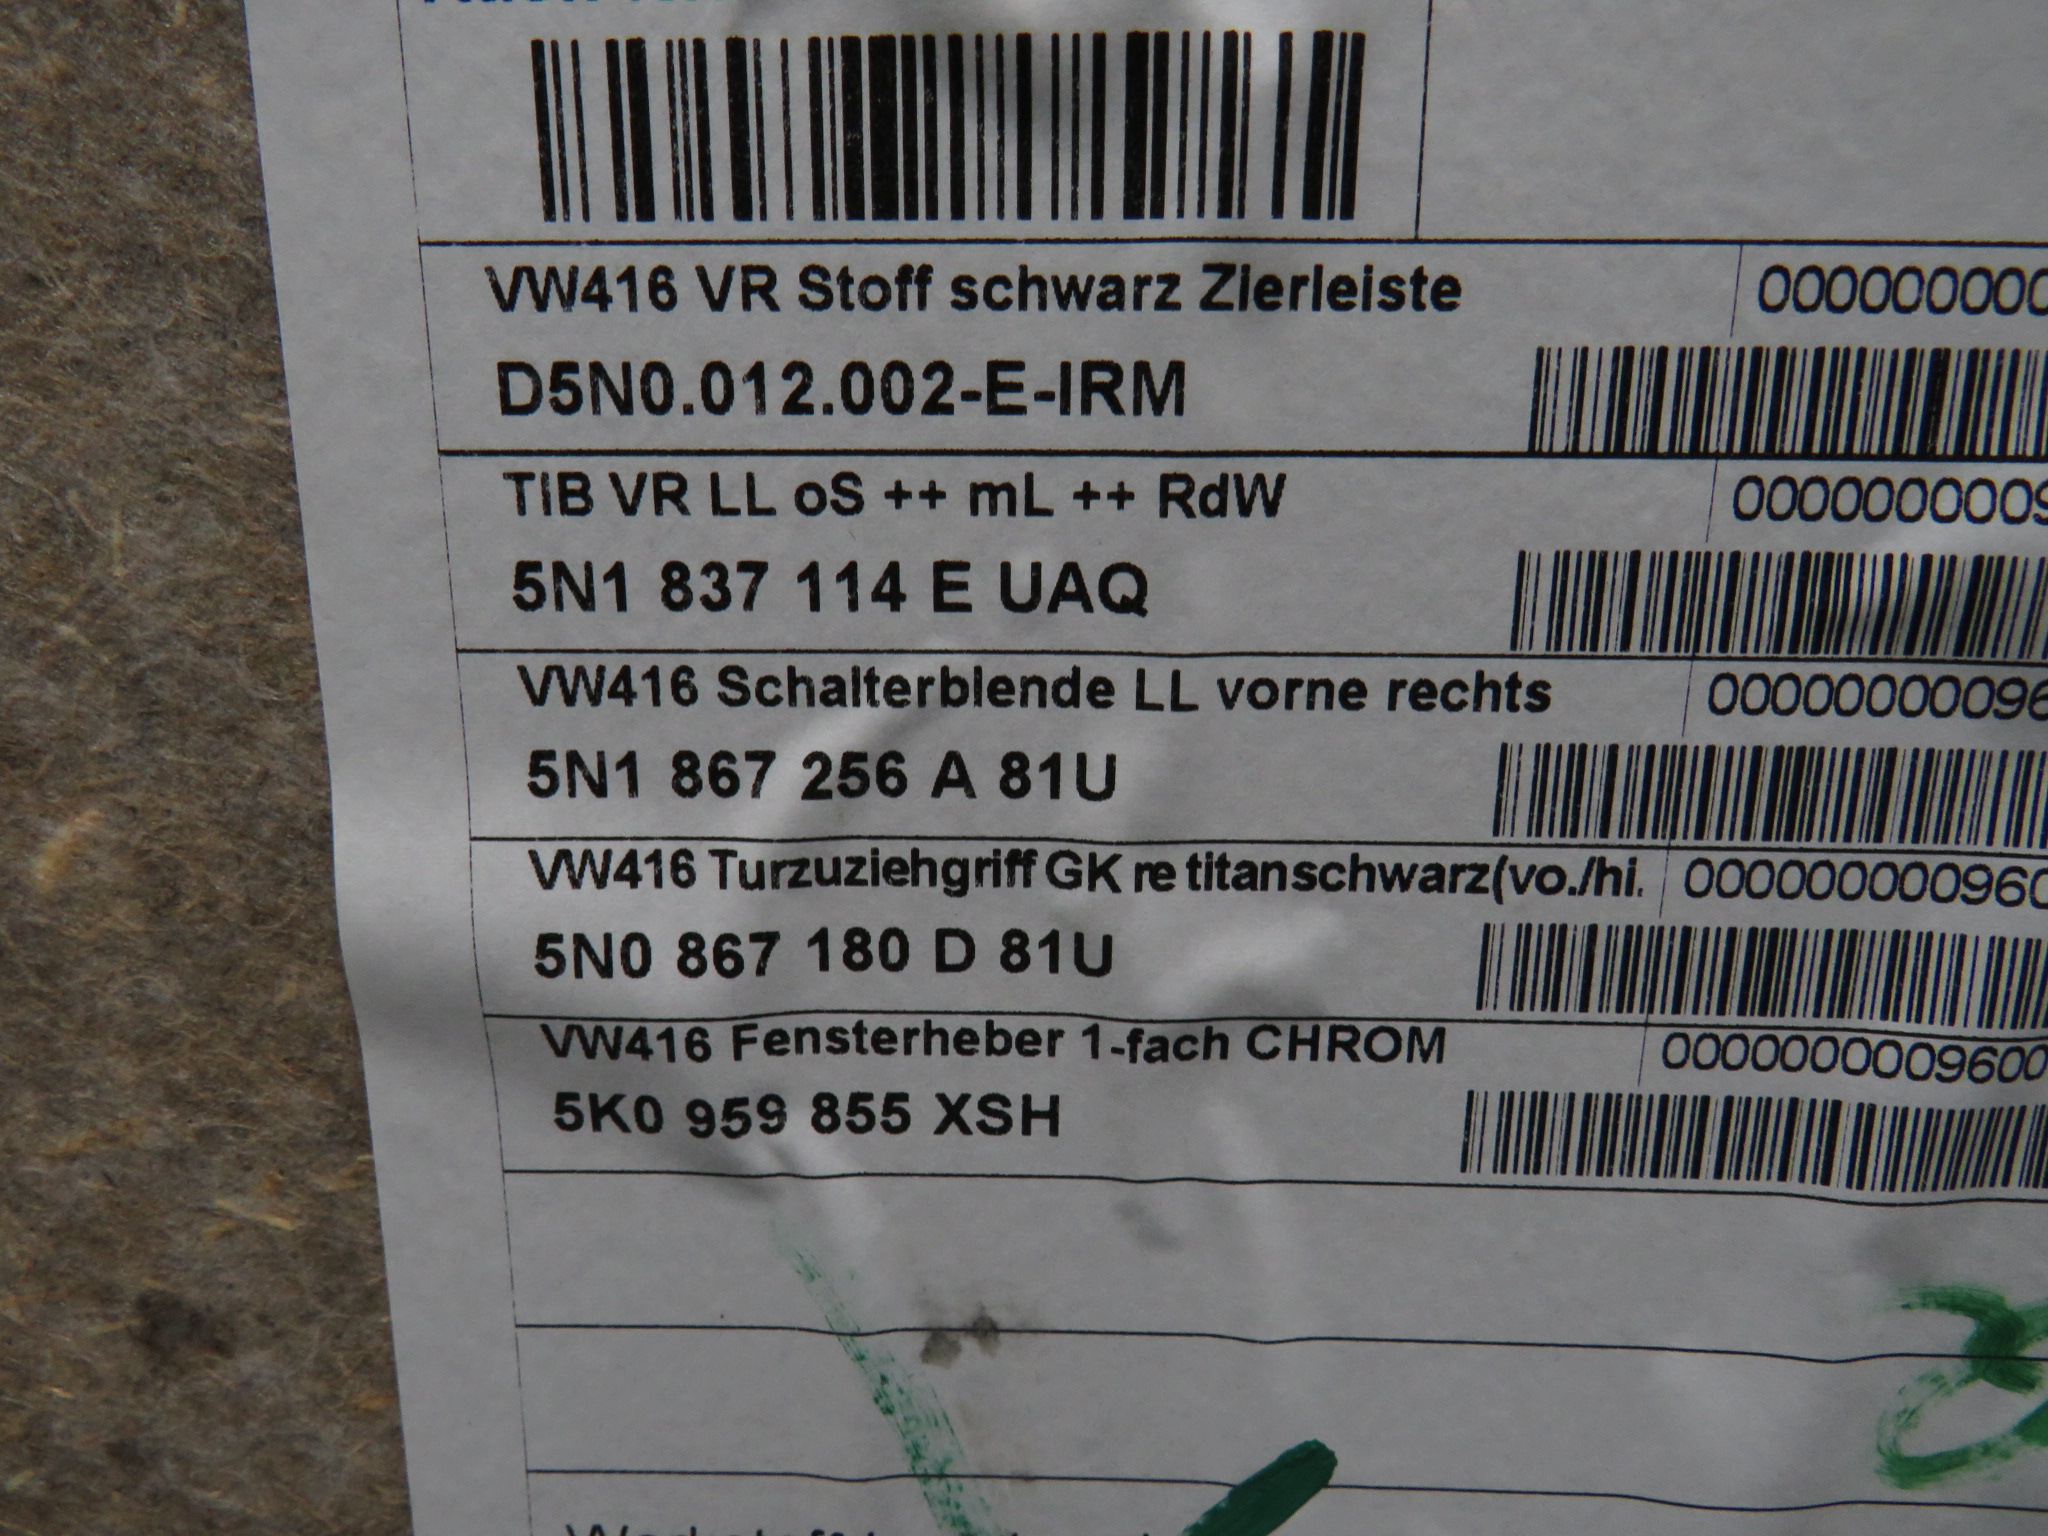 VW416 VR Stoff schwarz Zierleiste
D5N0.012.002-E-IRM
TIB VR LL oS ++ mL ++ RdW
5N1 837 114 E UAQ
VW416 Schalterblende LL vorne rechts
5N1 867 256 A 81U
VW416 Turzuziehgriff GK re titanschwarz(vo./hi.
5N0 867 180 D 81U
VW416 Fensterheber 1-fach CHROM
5K0 959 855 XSH